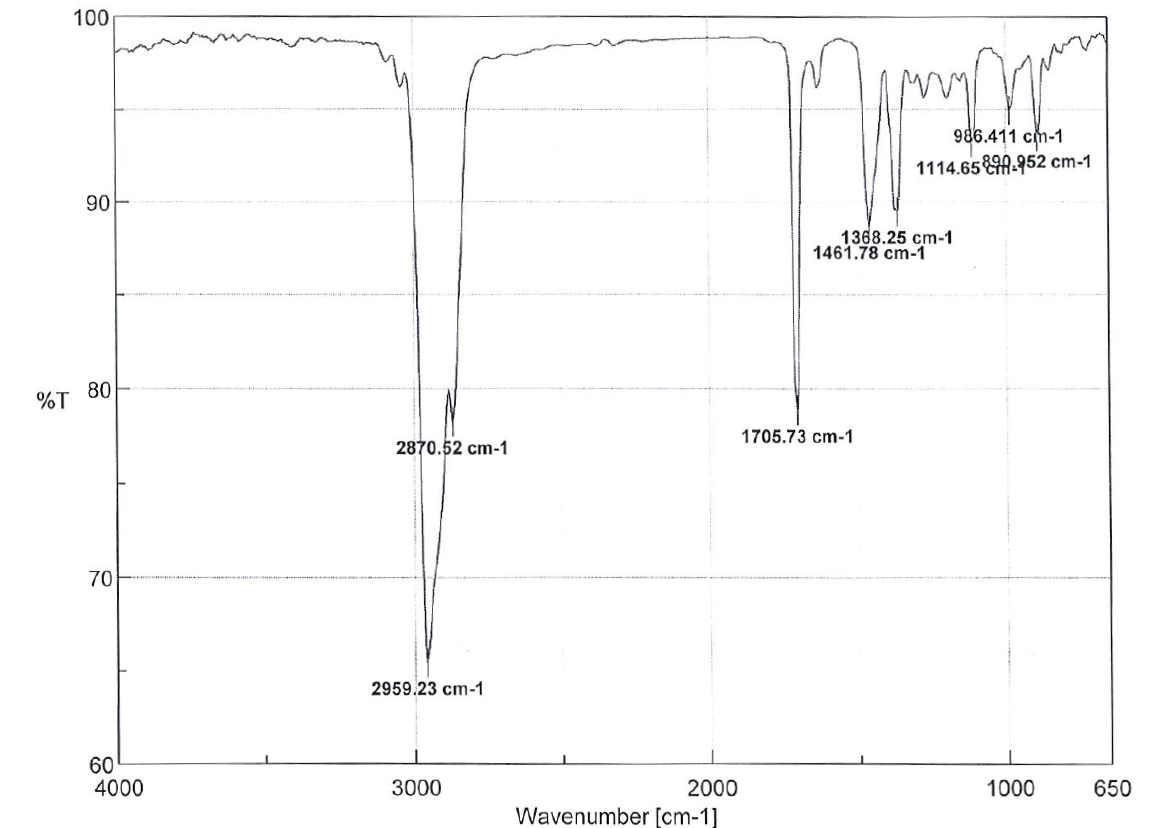 100
90
80
70
60
%T
986.411 cm-1
890.952 cm-1
1114.65 cm-1
1368.25 cm-1
1461.78 cm-1
1705.73 cm-1
2870.52 cm-1
2959.23 cm-1
4000 3000 2000 1000 650
Wavenumber [cm-1]